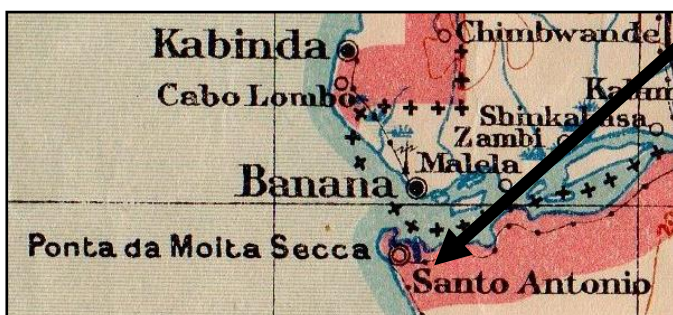 Kabinda
Chimbwande
Cabo Lombo
Shinkakasa
Zambi
Malela
Banana
Ponta da Moita Secca
Santo Antonio